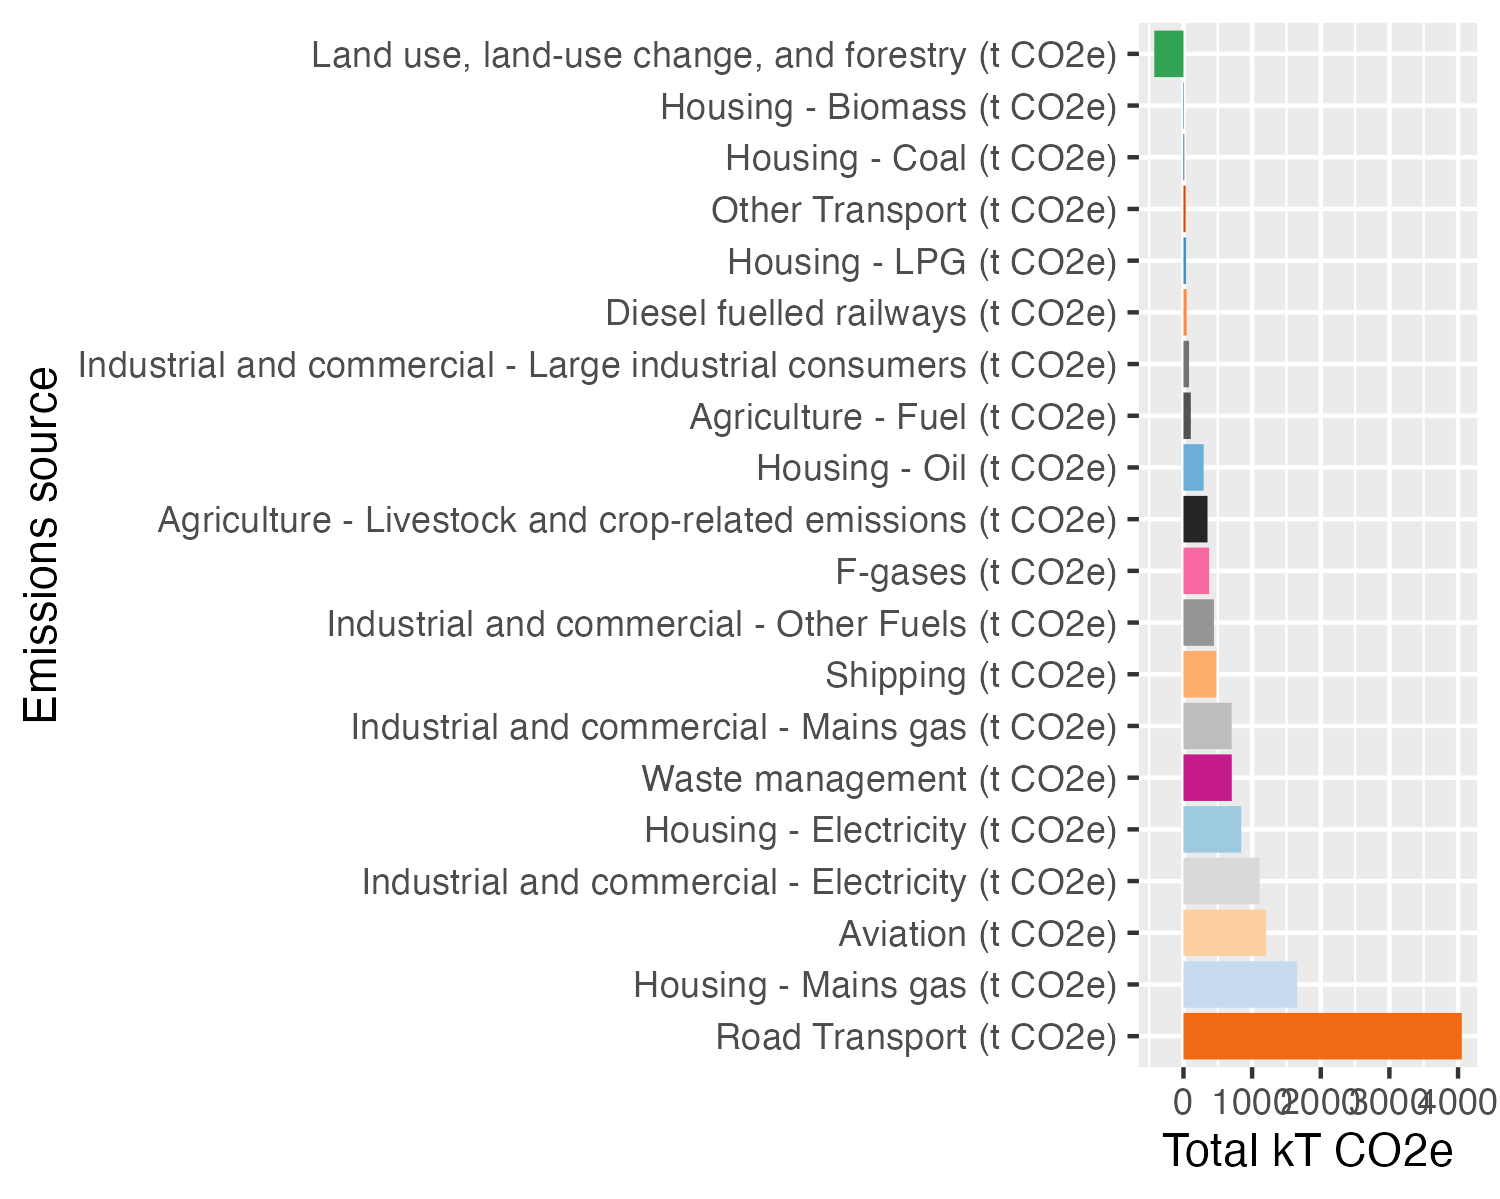 Land use, land-use change, and forestry (t CO2e)
Housing - Biomass (t CO2e)
Housing - Coal (t CO2e)
Other Transport (t CO2e)
Housing - LPG (t CO2e)
Diesel fuelled railways (t CO2e)
Industrial and commercial - Large industrial consumers (t CO2e)
Agriculture - Fuel (t CO2e)
Housing - Oil (t CO2e)
Agriculture - Livestock and crop-related emissions (t CO2e)
F-gases (t CO2e)
Industrial and commercial - Other Fuels (t CO2e)
Shipping (t CO2e)
Industrial and commercial - Mains gas (t CO2e)
Waste management (t CO2e)
Housing - Electricity (t CO2e)
Industrial and commercial - Electricity (t CO2e)
Aviation (t CO2e)
Housing - Mains gas (t CO2e)
Road Transport (t CO2e)
Emissions source
0 1000 2000 3000 4000
Total kT CO2e